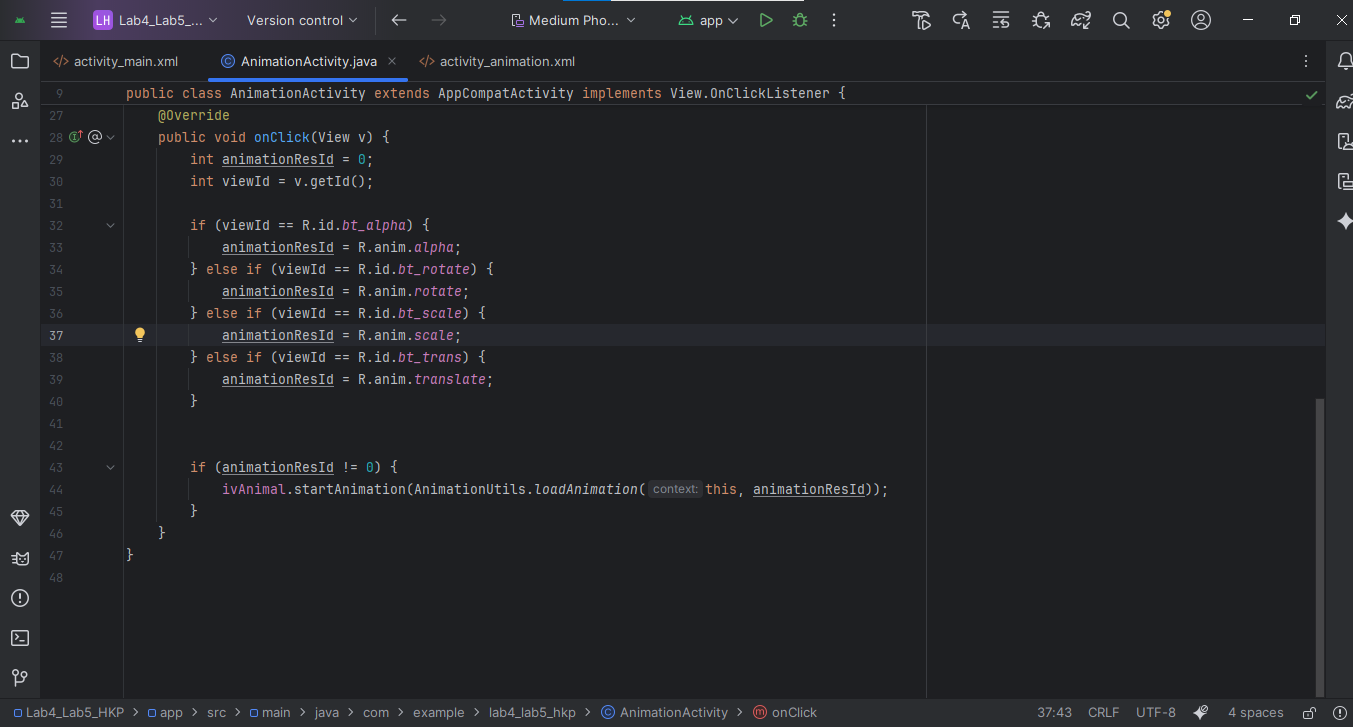 LH Lab4_Lab5_... Version control Medium Pho... app
activity_main.xml AnimationActivity.java activity_animation.xml
9 public class AnimationActivity extends AppCompatActivity implements View.OnClickListener {
27 @Override
28 public void onClick(View v) {
29 int animationResId = 0;
30 int viewId = v.getId();
31
32 if (viewId == R.id.bt_alpha) {
33 animationResId = R.anim.alpha;
34 } else if (viewId == R.id.bt_rotate) {
35 animationResId = R.anim.rotate;
36 } else if (viewId == R.id.bt_scale) {
37 animationResId = R.anim.scale;
38 } else if (viewId == R.id.bt_trans) {
39 animationResId = R.anim.translate;
40 }
41
42
43 if (animationResId != 0) {
44 ivAnimal.startAnimation(AnimationUtils.loadAnimation( context: this, animationResId));
45 }
46 }
47 }
48
Lab4_Lab5_HKP > app > src > main > java > com > example > lab4_lab5_hkp > AnimationActivity > onClick 37:43 CRLF UTF-8 4 spaces